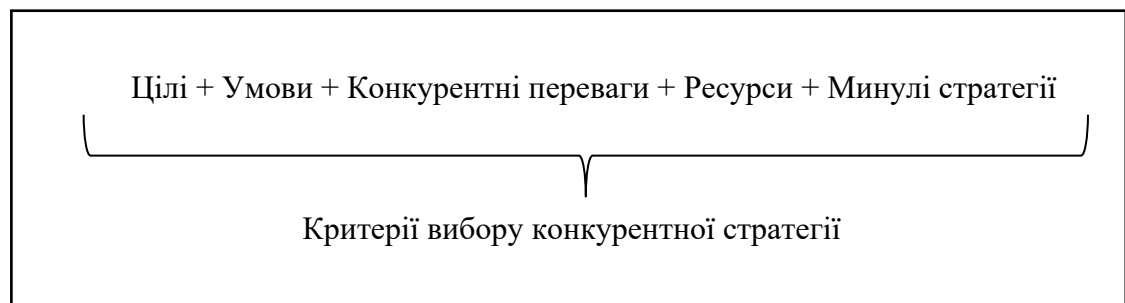 Цілі + Умови + Конкурентні переваги + Ресурси + Минулі стратегії
Критерії вибору конкурентної стратегії